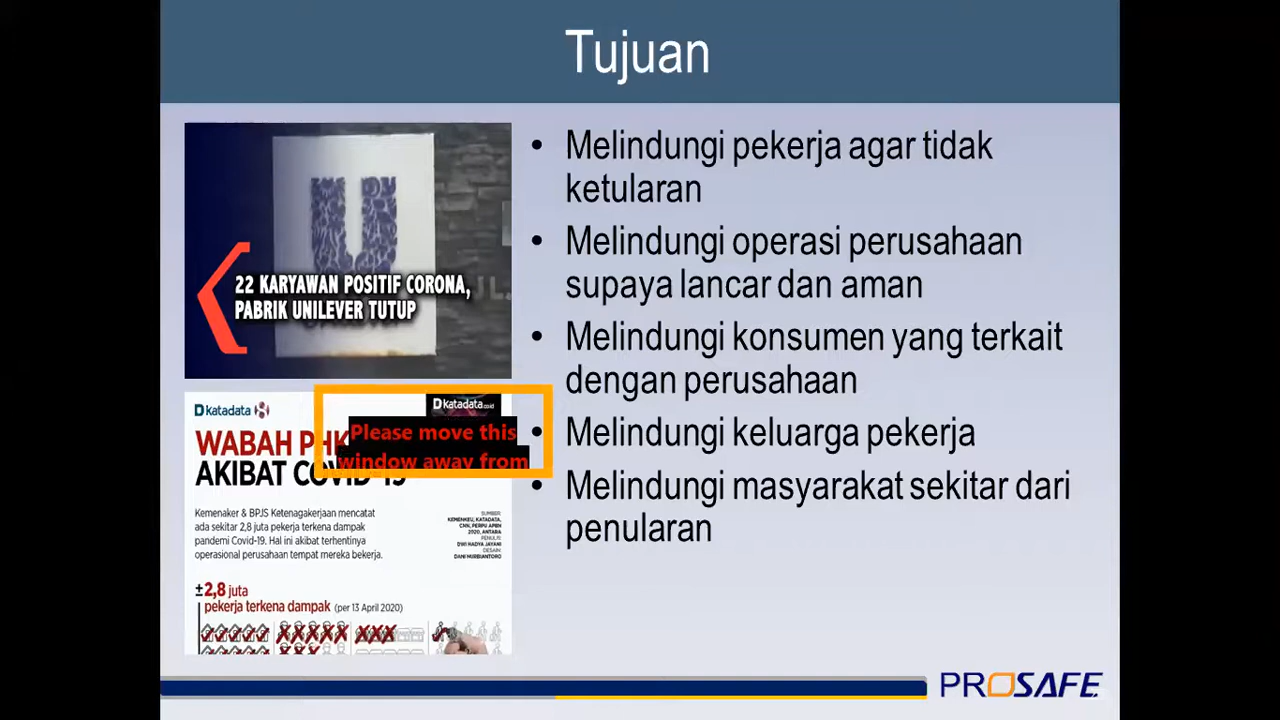 Tujuan
22 KARYAWAN POSITIF CORONA,
PABRIK UNILEVER TUTUP
Dkatadata
Dkatadata.co.id
WABAH PHK
Please move this
window away from
AKIBAT COVID-19
Kemenaker & BPJS Ketenagakerjaan mencatat
ada sekitar 2,8 juta pekerja terkena dampak
pandemi Covid-19. Hal ini akibat terhentinya
operasional perusahaan tempat mereka bekerja.
SUMBER:
KEMENKEU, KATADATA,
CNN, PERPU APBN
2020, ANTARA
PENULIS:
DWI HADYA JAYANI
DESAIN:
DANI NURBIANTORO
±2,8 juta
pekerja terkena dampak (per 13 April 2020)
• Melindungi pekerja agar tidak
ketularan
• Melindungi operasi perusahaan
supaya lancar dan aman
• Melindungi konsumen yang terkait
dengan perusahaan
• Melindungi keluarga pekerja
• Melindungi masyarakat sekitar dari
penularan
PROSAFE